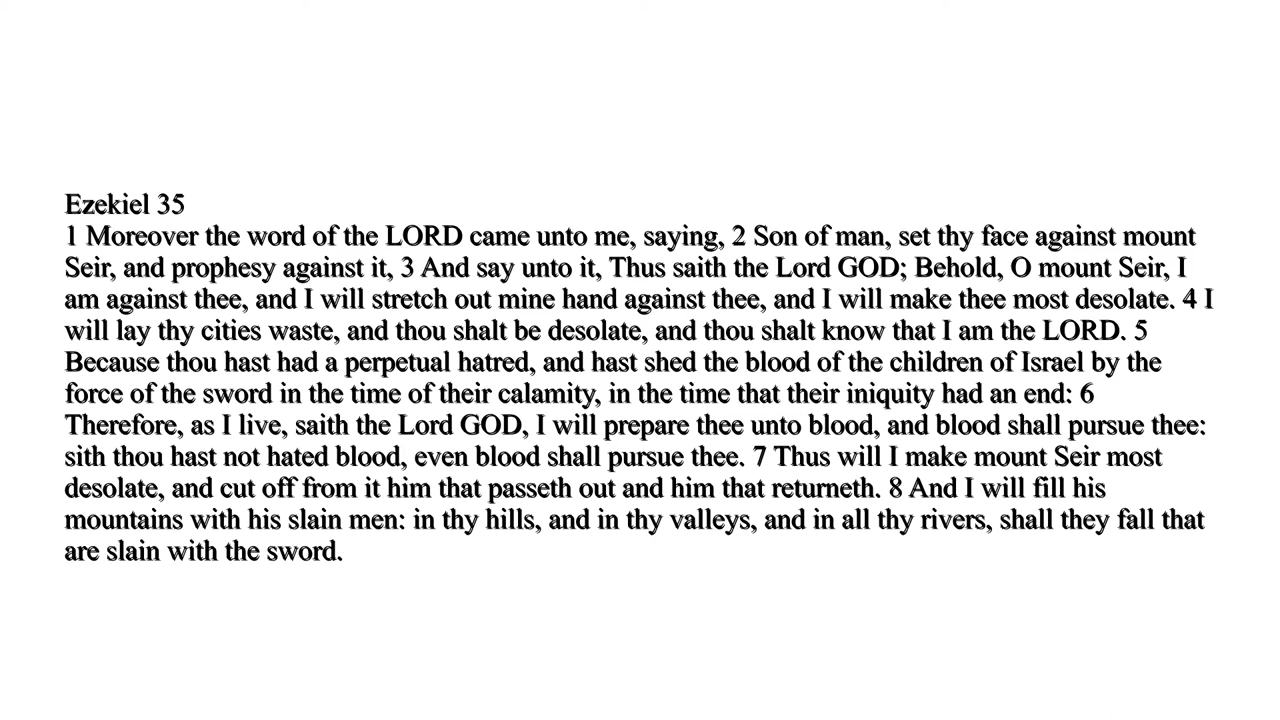 Ezekiel 35
1 Moreover the word of the LORD came unto me, saying, 2 Son of man, set thy face against mount
Seir, and prophesy against it, 3 And say unto it, Thus saith the Lord GOD; Behold, O mount Seir, I
am against thee, and I will stretch out mine hand against thee, and I will make thee most desolate. 4 I
will lay thy cities waste, and thou shalt be desolate, and thou shalt know that I am the LORD. 5
Because thou hast had a perpetual hatred, and hast shed the blood of the children of Israel by the
force of the sword in the time of their calamity, in the time that their iniquity had an end: 6
Therefore, as I live, saith the Lord GOD, I will prepare thee unto blood, and blood shall pursue thee:
sith thou hast not hated blood, even blood shall pursue thee. 7 Thus will I make mount Seir most
desolate, and cut off from it him that passeth out and him that returneth. 8 And I will fill his
mountains with his slain men: in thy hills, and in thy valleys, and in all thy rivers, shall they fall that
are slain with the sword.